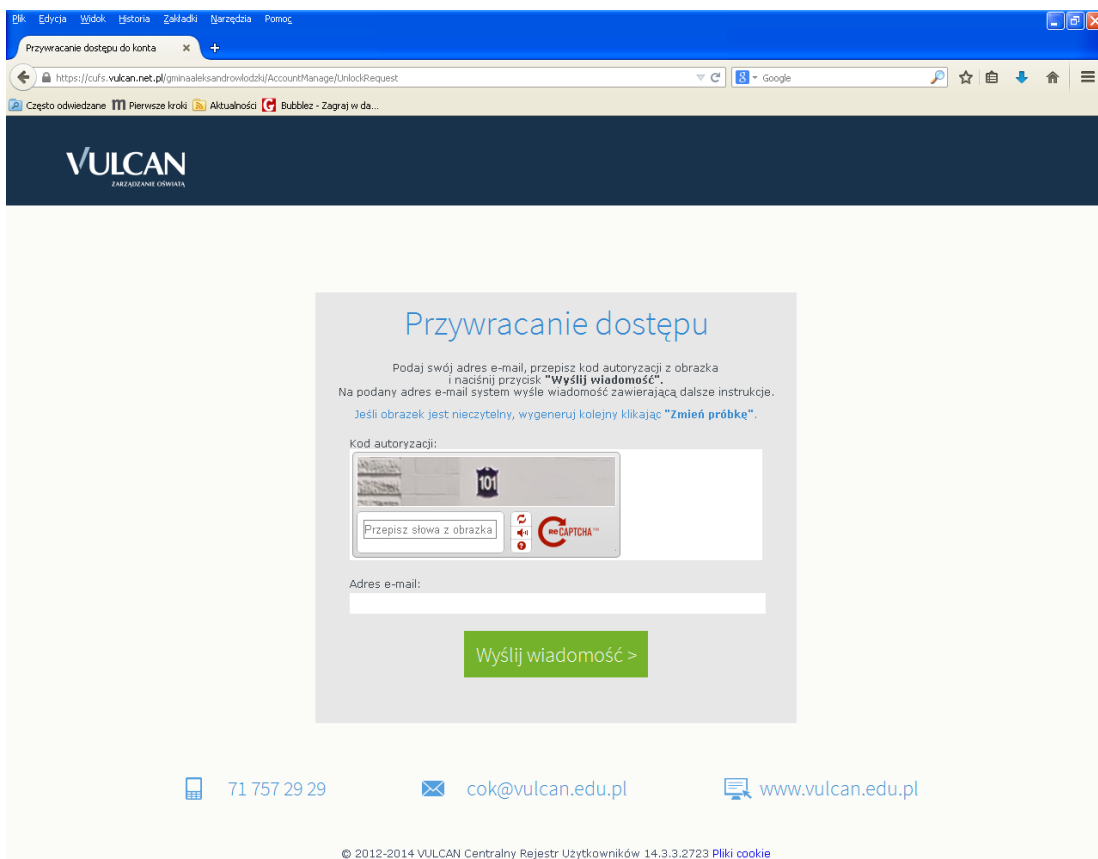 Plik Edycja Widok Historia Zakładki Narzędzia Pomoc
Przywracanie dostępu do konta
https://cufs.vulcan.net.pl/gminaaleksandrowlodzki/AccountManage/UnlockRequest
Google
Często odwiedzane Pierwsze kroki Aktualności Bubblez - Zagraj w da...
VULCAN
ZARZĄDZANIE OŚWIATĄ
Przywracanie dostępu
Podaj swój adres e-mail, przepisz kod autoryzacji z obrazka
i naciśnij przycisk "Wyślij wiadomość".
Na podany adres e-mail system wyśle wiadomość zawierającą dalsze instrukcje.
Jeśli obrazek jest nieczytelny, wygeneruj kolejny klikając "Zmień próbkę".
Kod autoryzacji:
101
Przepisz słowa z obrazka
reCAPTCHA™
Adres e-mail:
Wyślij wiadomość >
71 757 29 29 cok@vulcan.edu.pl www.vulcan.edu.pl
© 2012-2014 VULCAN Centralny Rejestr Użytkowników 14.3.3.2723 Pliki cookie